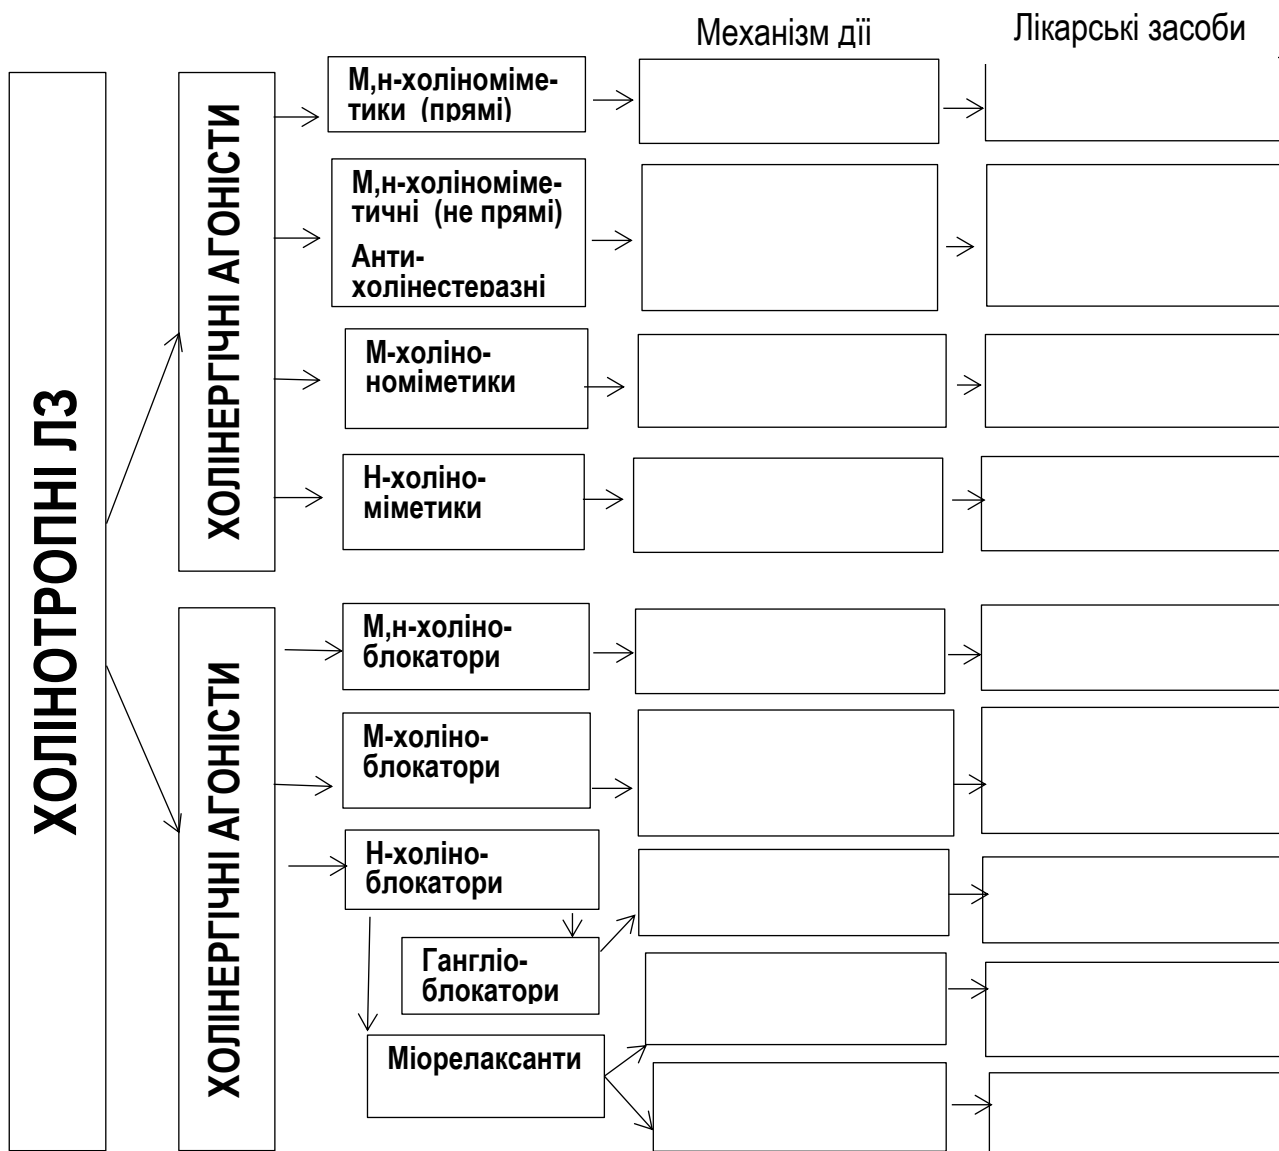 Механізм дії
Лікарські засоби
ХОЛІНОТРОПНІ ЛЗ
ХОЛІНЕРГІЧНІ АГОНІСТИ
М,н-холіноміме-
тики (прямі)
М,н-холіноміме-
тичні (не прямі)
Анти-
холінестеразні
М-холіно-
номіметики
Н-холіно-
міметики
ХОЛІНЕРГІЧНІ АГОНІСТИ
М,н-холіно-
блокатори
М-холіно-
блокатори
Н-холіно-
блокатори
Гангліо-
блокатори
Міорелаксанти